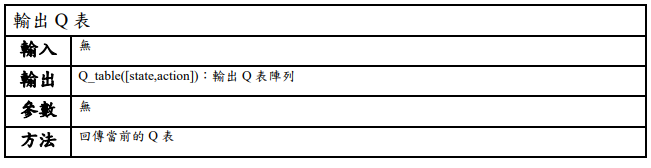 輸出 Q 表
輸入 無
輸出 Q_table([state,action])：輸出 Q 表陣列
參數 無
方法 回傳當前的 Q 表